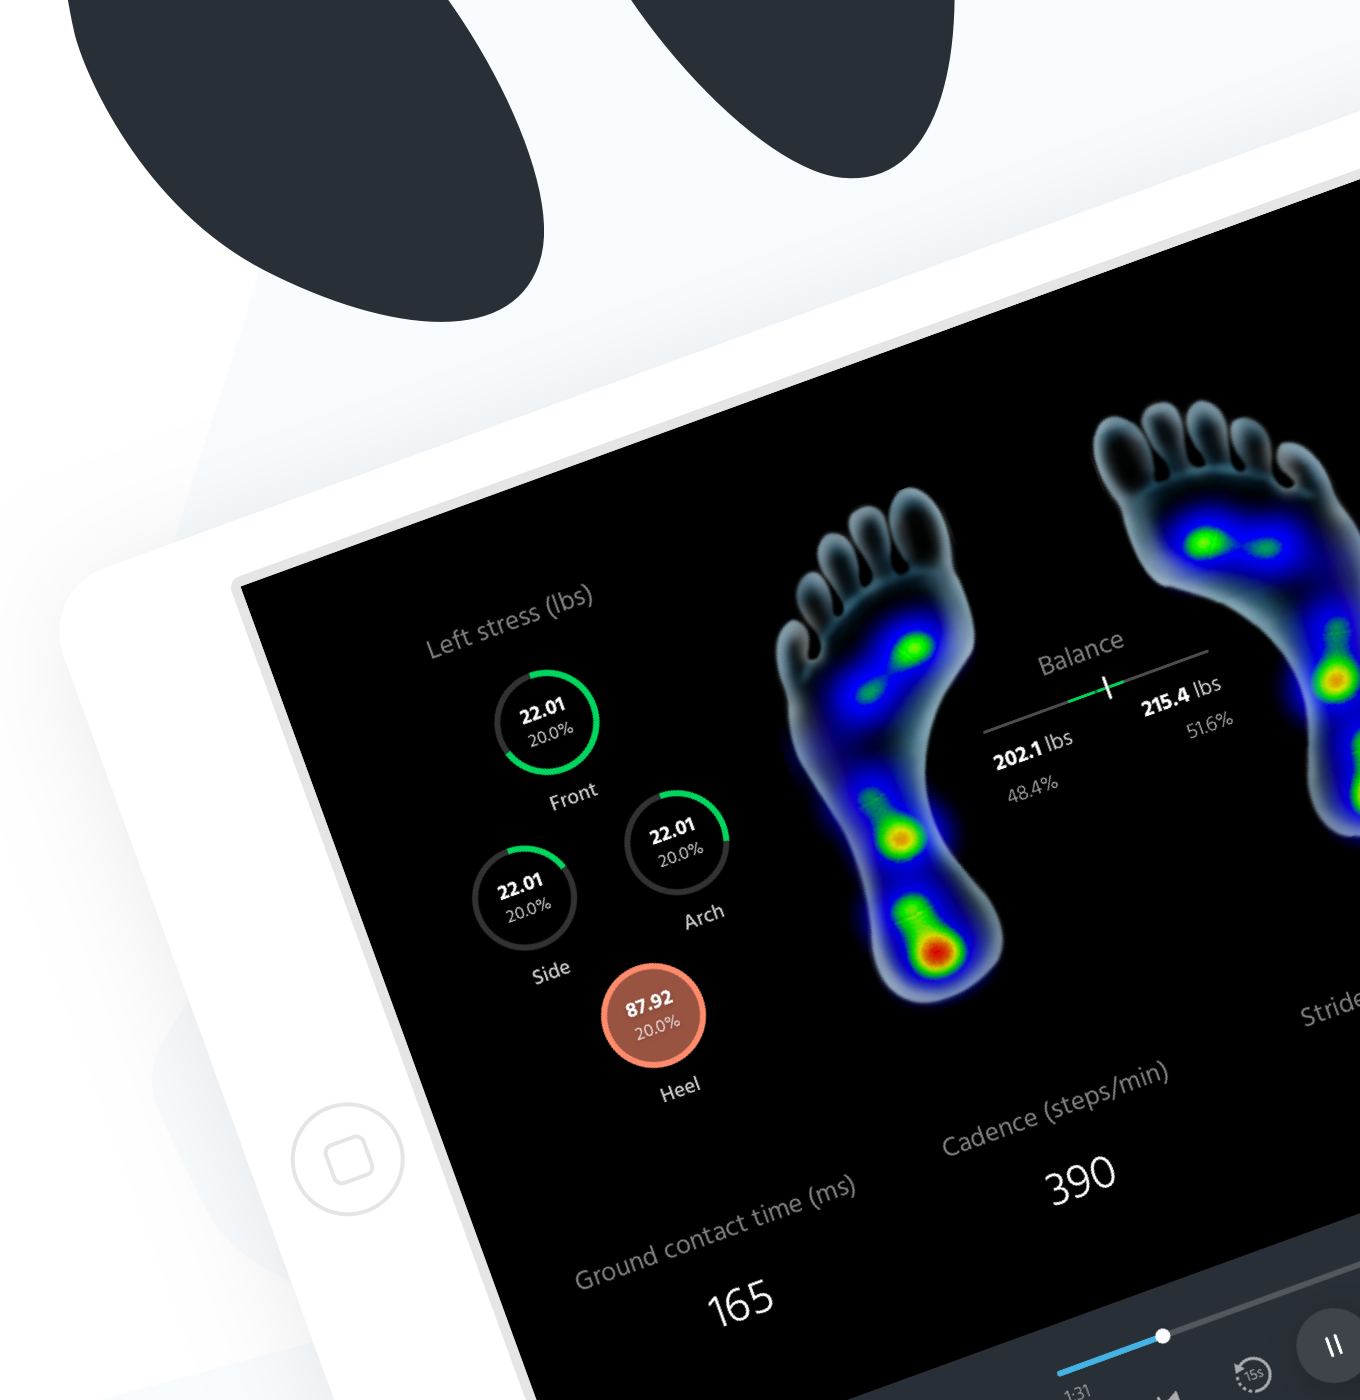 Left stress (lbs)
22.01
20.0%
Front
22.01
20.0%
Arch
22.01
20.0%
Side
87.92
20.0%
Heel
Balance
202.1 lbs
48.4%
215.4 lbs
51.6%
Ground contact time (ms)
165
Cadence (steps/min)
390
Stride
1:31
15s